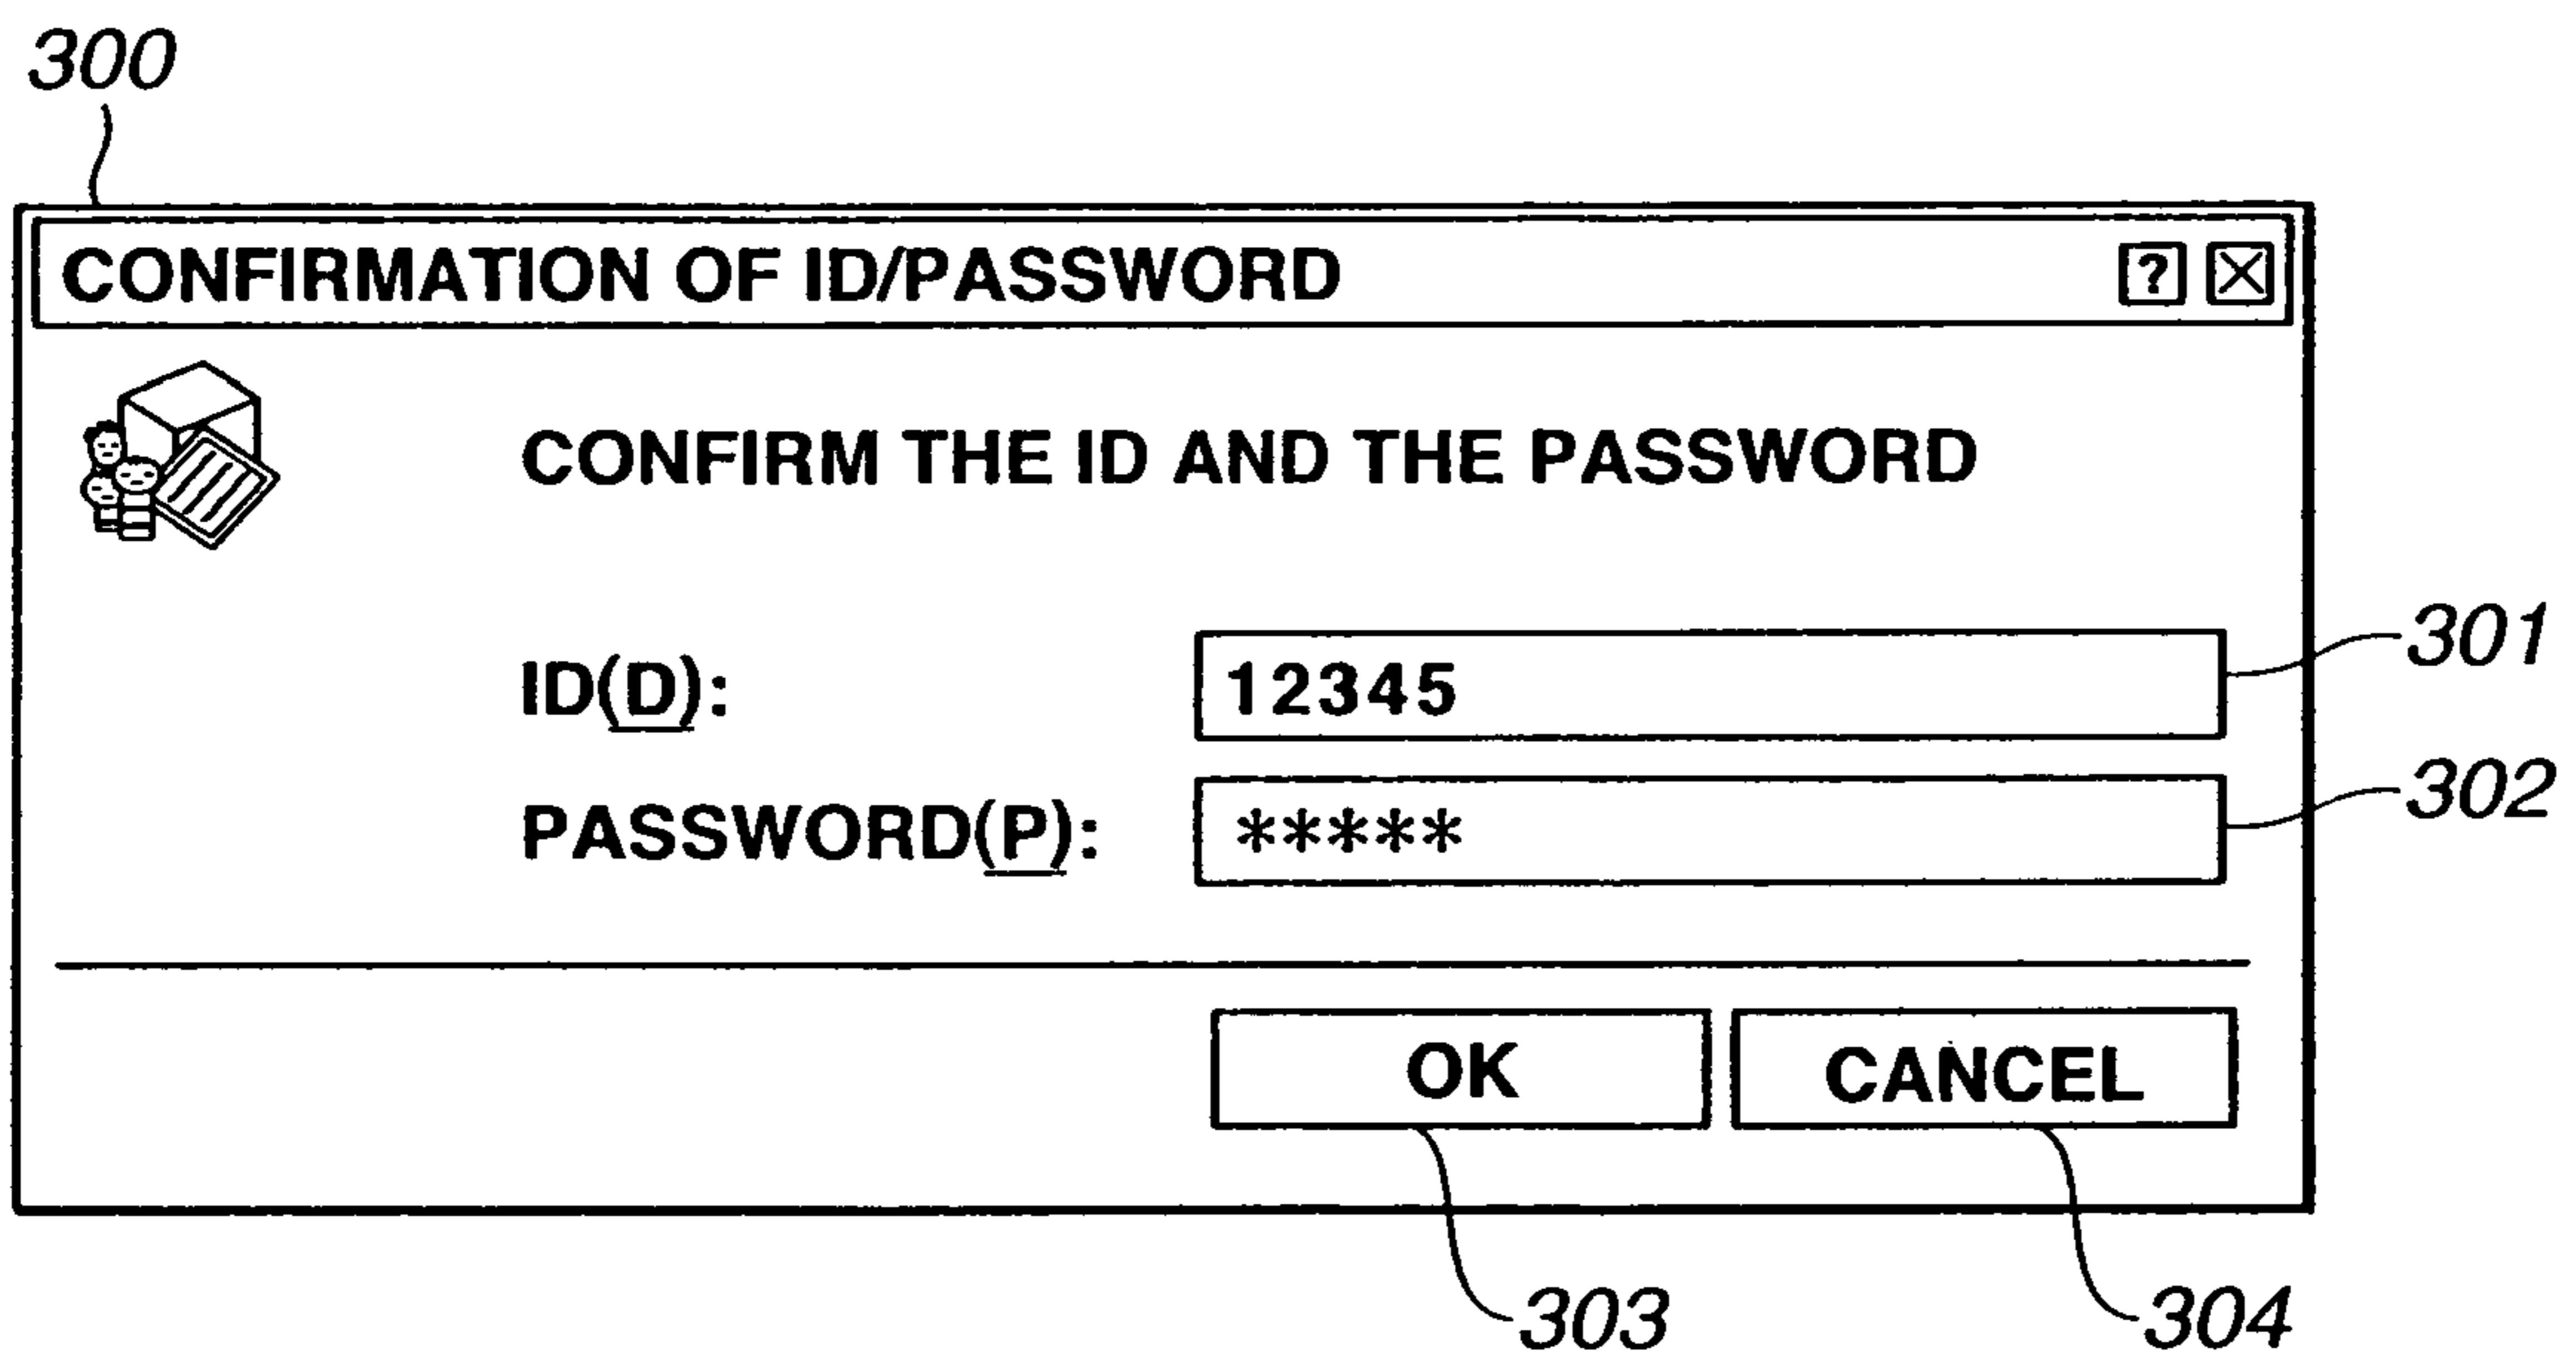 300
CONFIRMATION OF ID/PASSWORD ?
CONFIRM THE ID AND THE PASSWORD
ID(D): 12345 301
PASSWORD(P): ***** 302
OK CANCEL
303 304